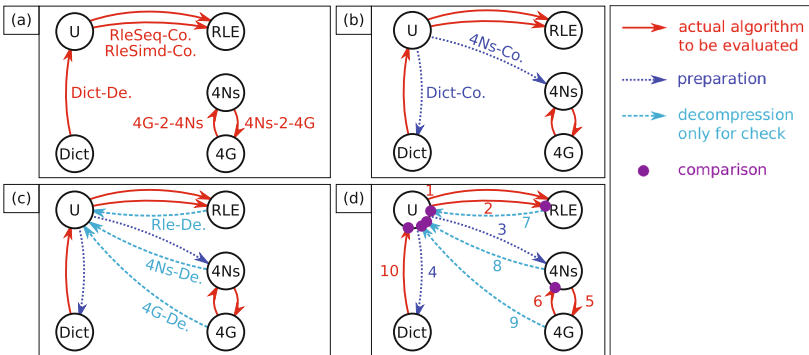 (a)
U
RLE
RleSeq-Co.
RleSimd-Co.
4Ns
Dict-De.
4G-2-4Ns
4Ns-2-4G
Dict
4G
(b)
U
RLE
4Ns-Co.
4Ns
Dict-Co.
Dict
4G
(c)
U
RLE
Rle-De.
4Ns-De.
4Ns
4G-De.
Dict
4G
(d)
1
U
2
RLE
7
3
4Ns
10
4
8
6
5
9
Dict
4G
actual algorithm
to be evaluated
preparation
decompression
only for check
comparison